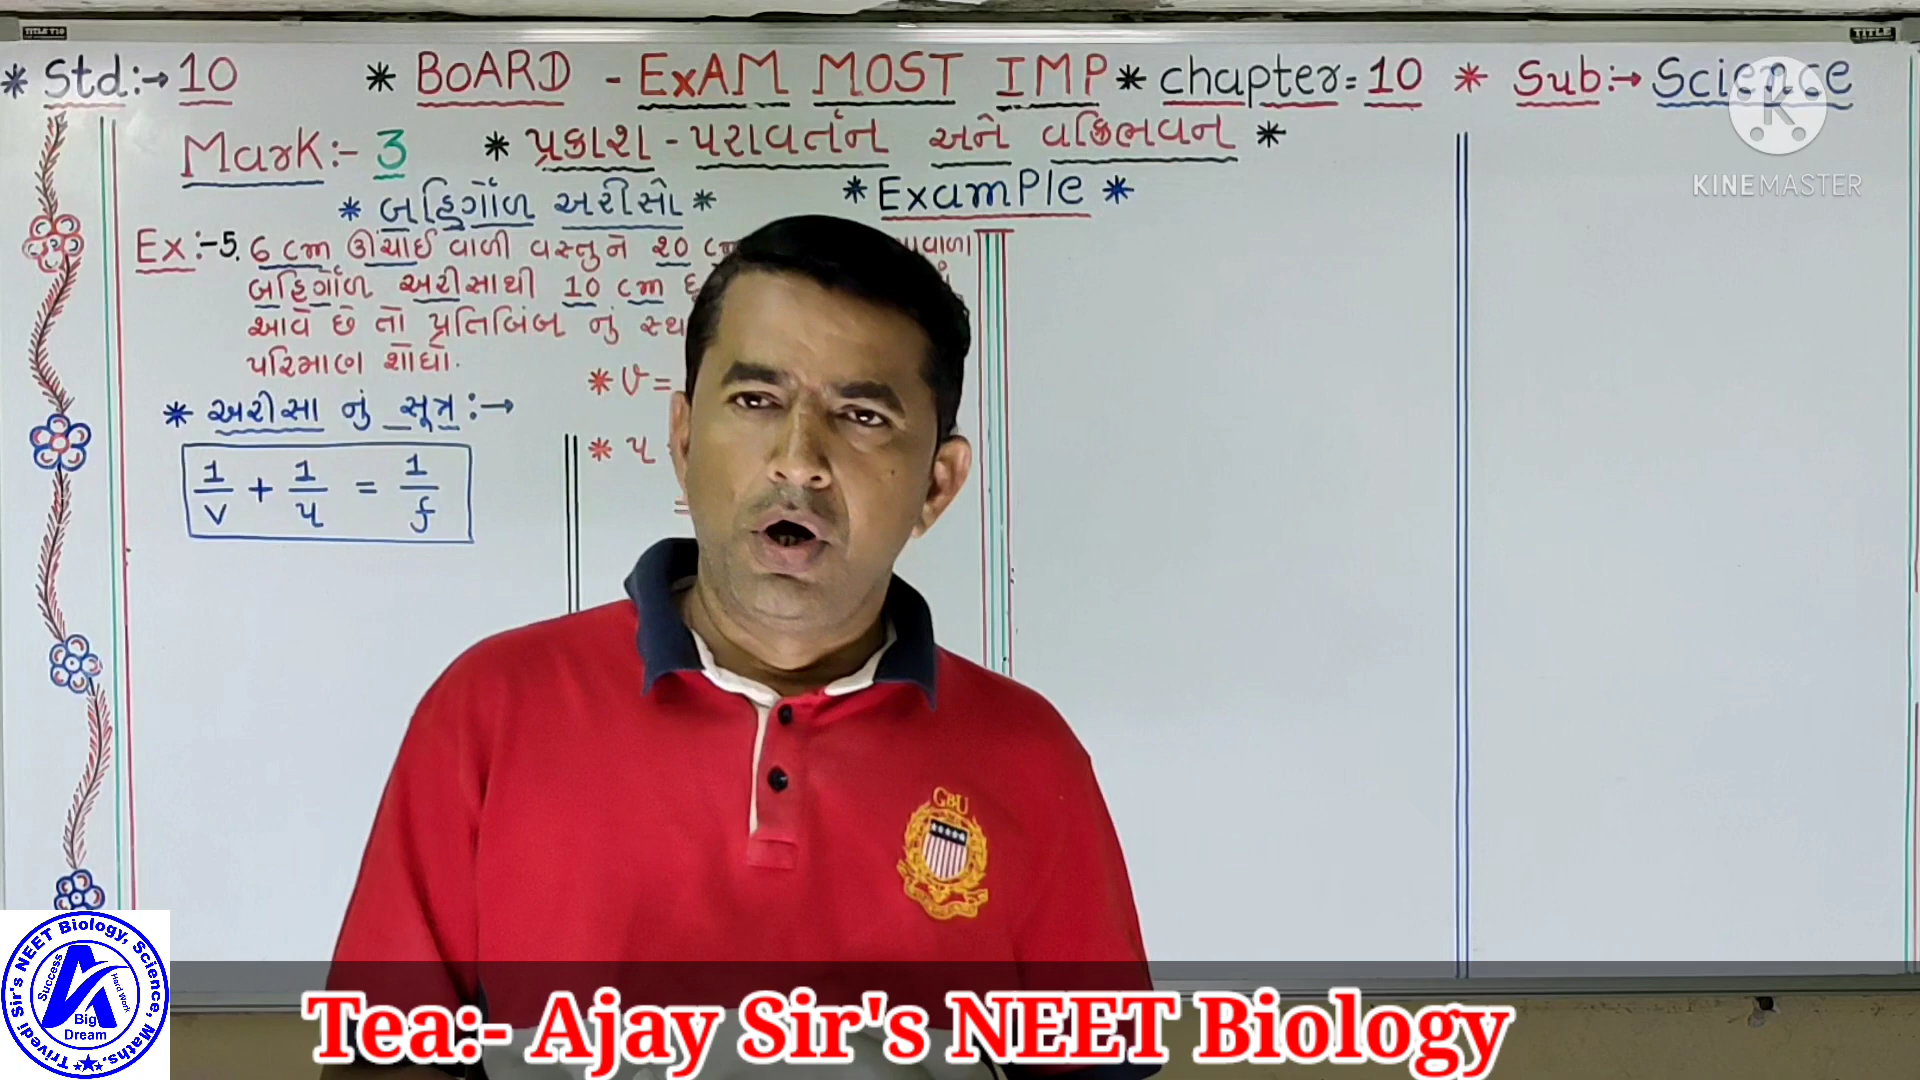 * Std:→ 10 * BOARD - ExAM MOST IMP * chapter = 10 * Sub:→ Science
Mark:- 3 * પ્રકાશ - પરાવર્તન અને વક્રિભવન *
* બહિર્ગોળ અરીસો * * Example *
KINEMASTER
Ex:-5. 6 cm ઊંચાઈ વાળી વસ્તુને 20
બહિર્ગોળ અરીસાથી 10 cm
આવે છે તો પ્રતિબિંબ નું
પરિમાણ શોધો.
* v =
* અરીસા નું સૂત્ર :→
* u
1/v + 1/u = 1/f
GBU
Trivedi Sir's NEET Biology, Science, Maths.
Success
Hard Work
Big
Dream
Tea:- Ajay Sir's NEET Biology